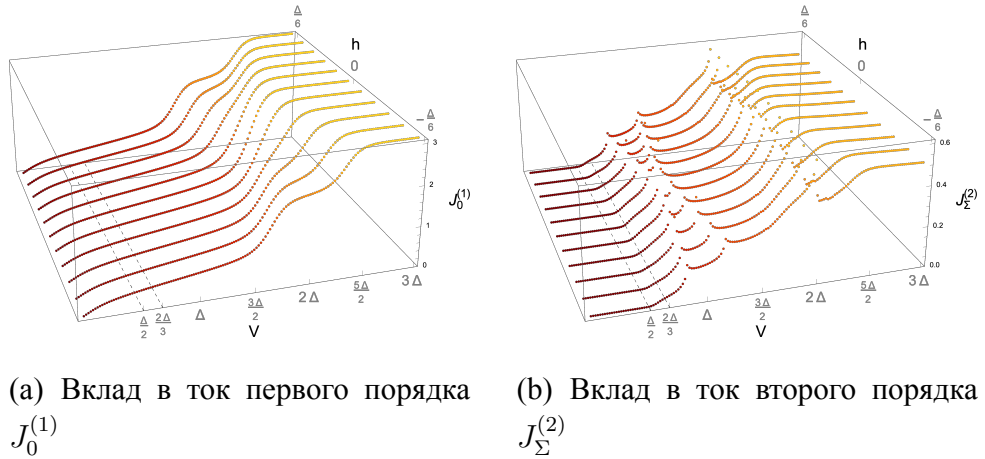 Δ/6
h
0
−Δ/6
3
2
1
0
J_0^(1)
Δ/2
2Δ/3
Δ
3Δ/2
2Δ
5Δ/2
3Δ
V
Δ/6
h
0
−Δ/6
0.6
0.4
0.2
0.0
J_Σ^(2)
Δ/2
2Δ/3
Δ
3Δ/2
2Δ
5Δ/2
3Δ
V
(a) Вклад в ток первого порядка
J_0^(1)
(b) Вклад в ток второго порядка
J_Σ^(2)